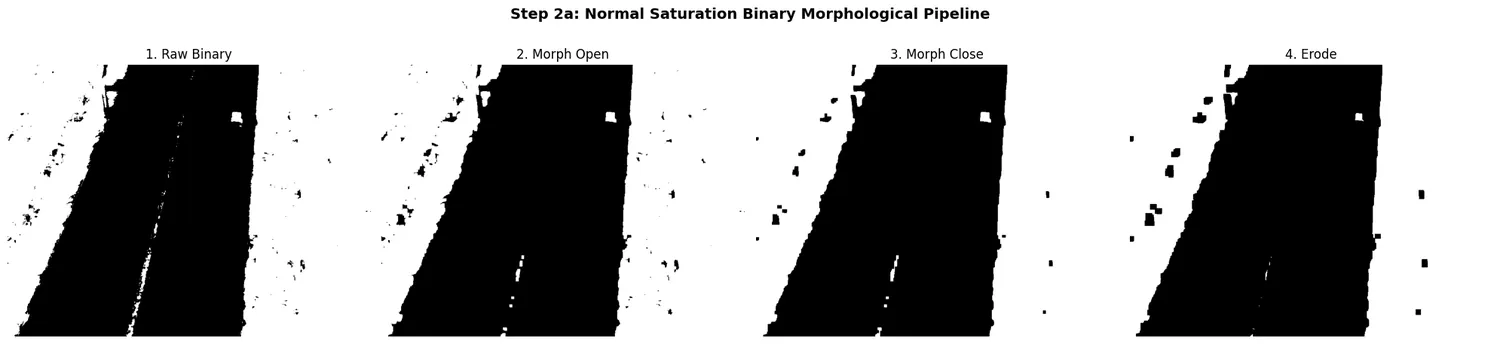 Step 2a: Normal Saturation Binary Morphological Pipeline
1. Raw Binary
2. Morph Open
3. Morph Close
4. Erode